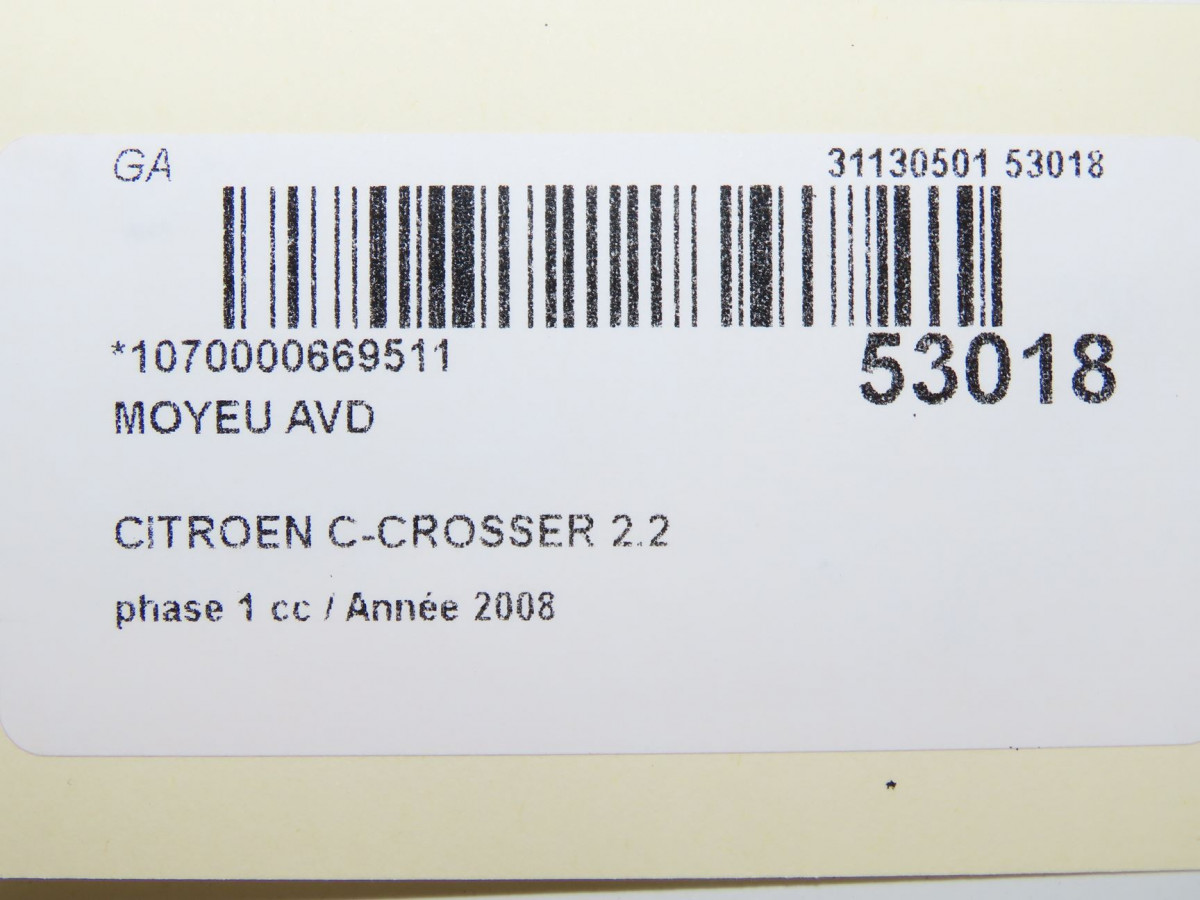 GA
31130501 53018
*1070000669511
53018
MOYEU AVD
CITROEN C-CROSSER 2.2
phase 1 cc / Année 2008